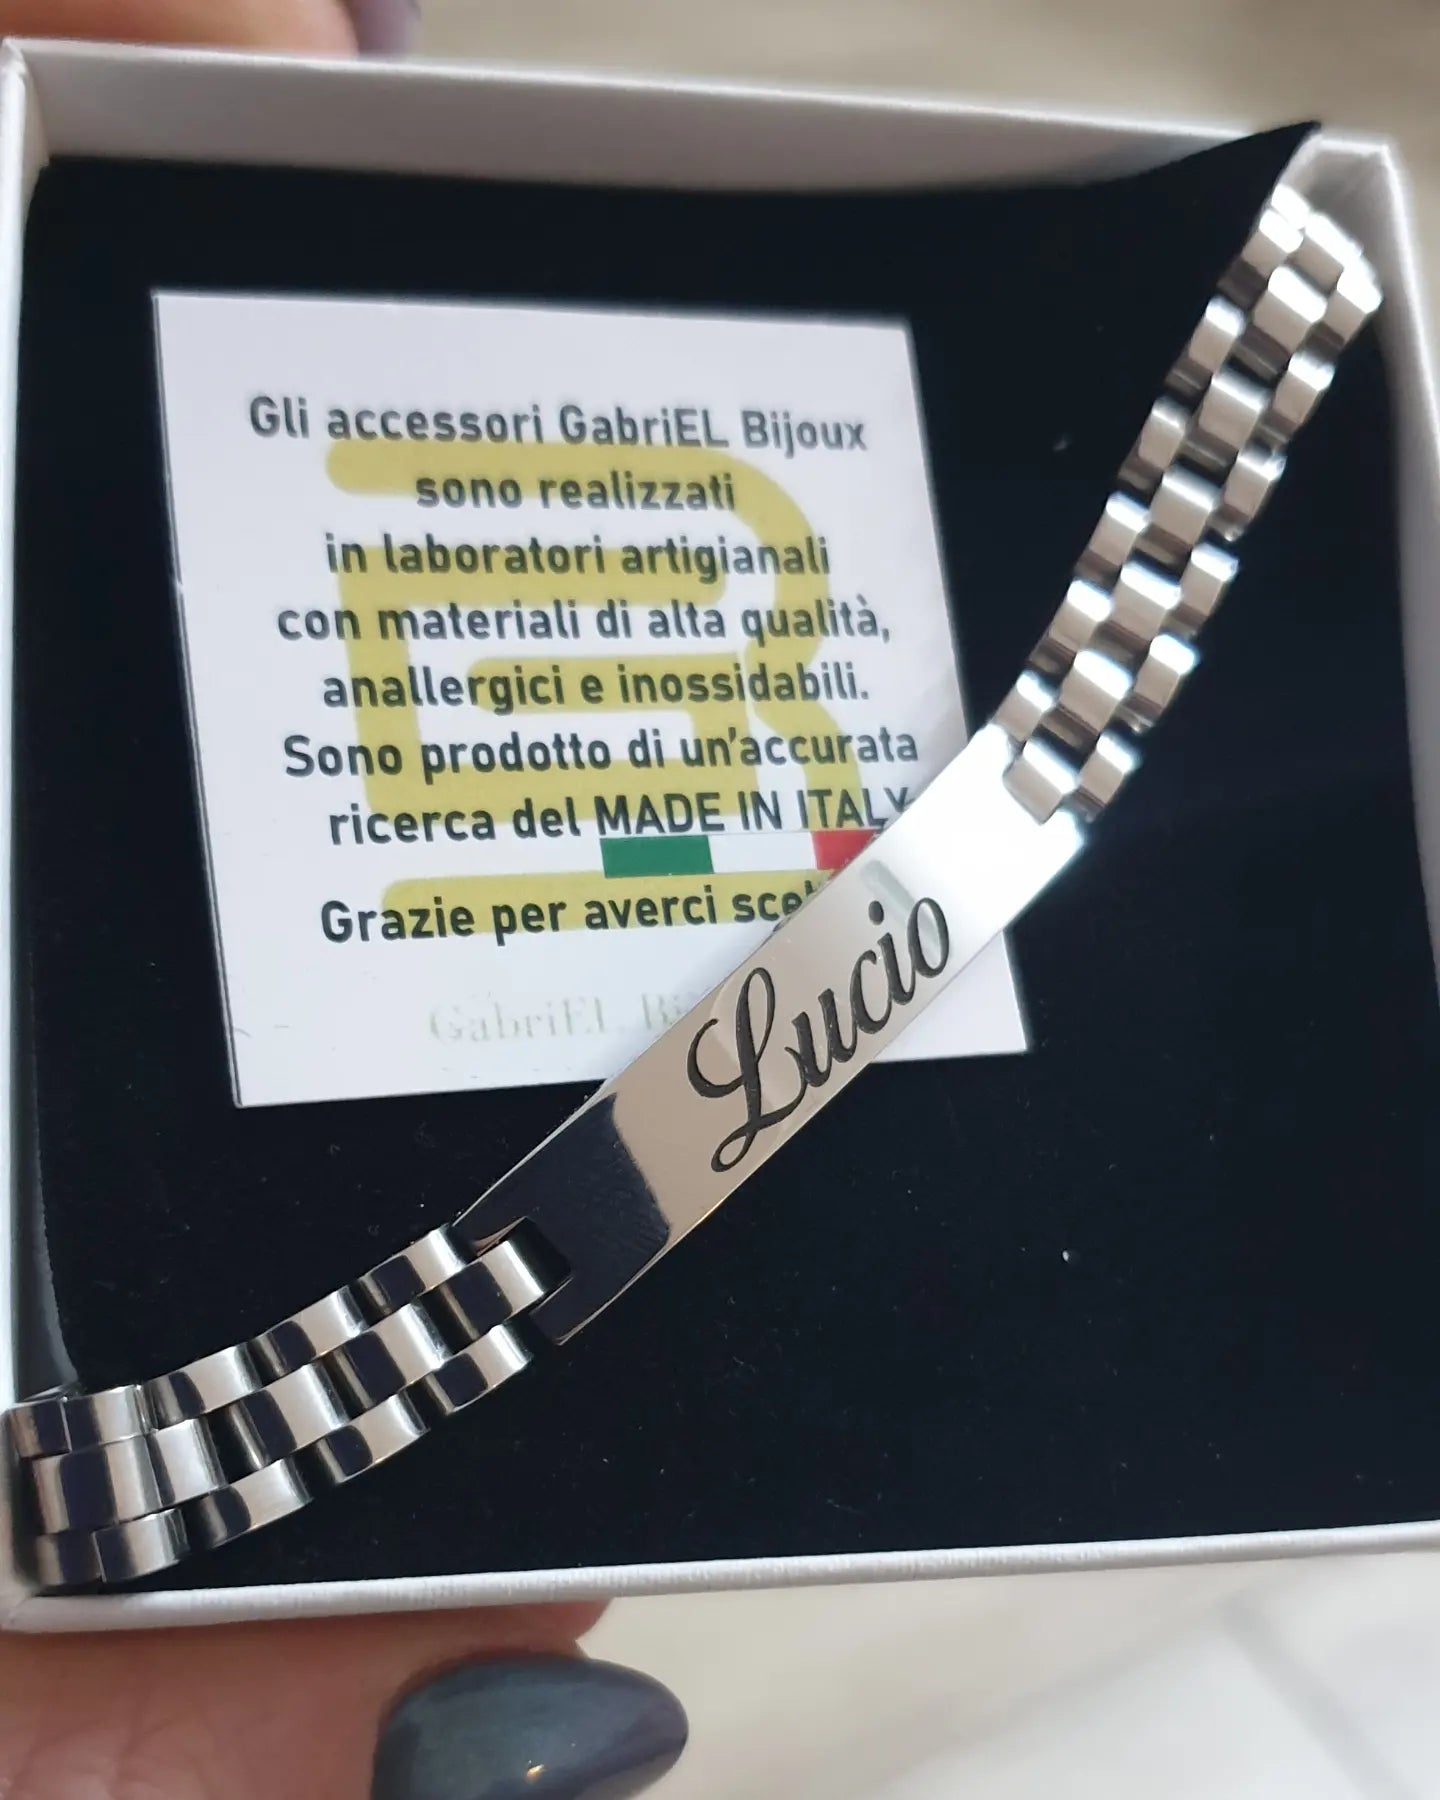 Gli accessori GabriEL Bijoux
sono realizzati
in laboratori artigianali
con materiali di alta qualità,
anallergici e inossidabili.
Sono prodotto di un'accurata
ricerca del MADE IN ITALY
Grazie per averci
GabriEL
Lucio